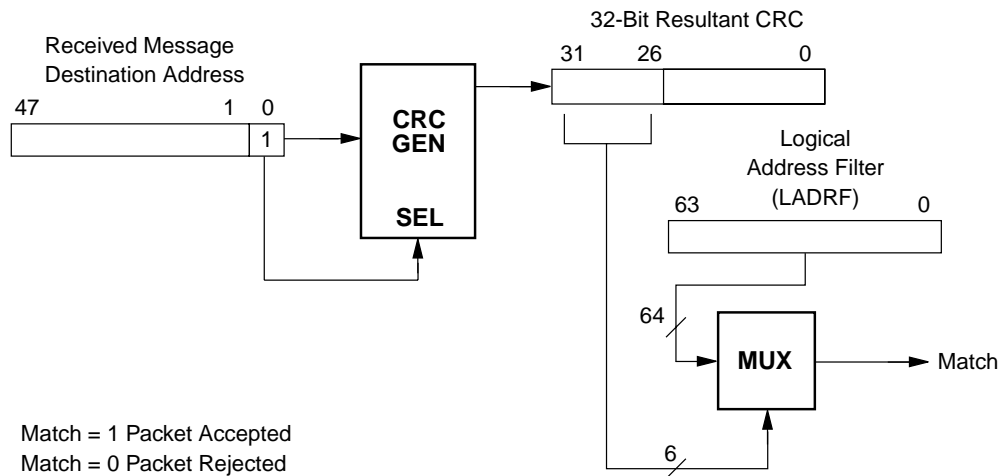 32-Bit Resultant CRC
31 26 0
Received Message
Destination Address
47 1 0
1
CRC
GEN
SEL
Logical
Address Filter
(LADRF)
63 0
64
MUX
Match
6
Match = 1 Packet Accepted
Match = 0 Packet Rejected